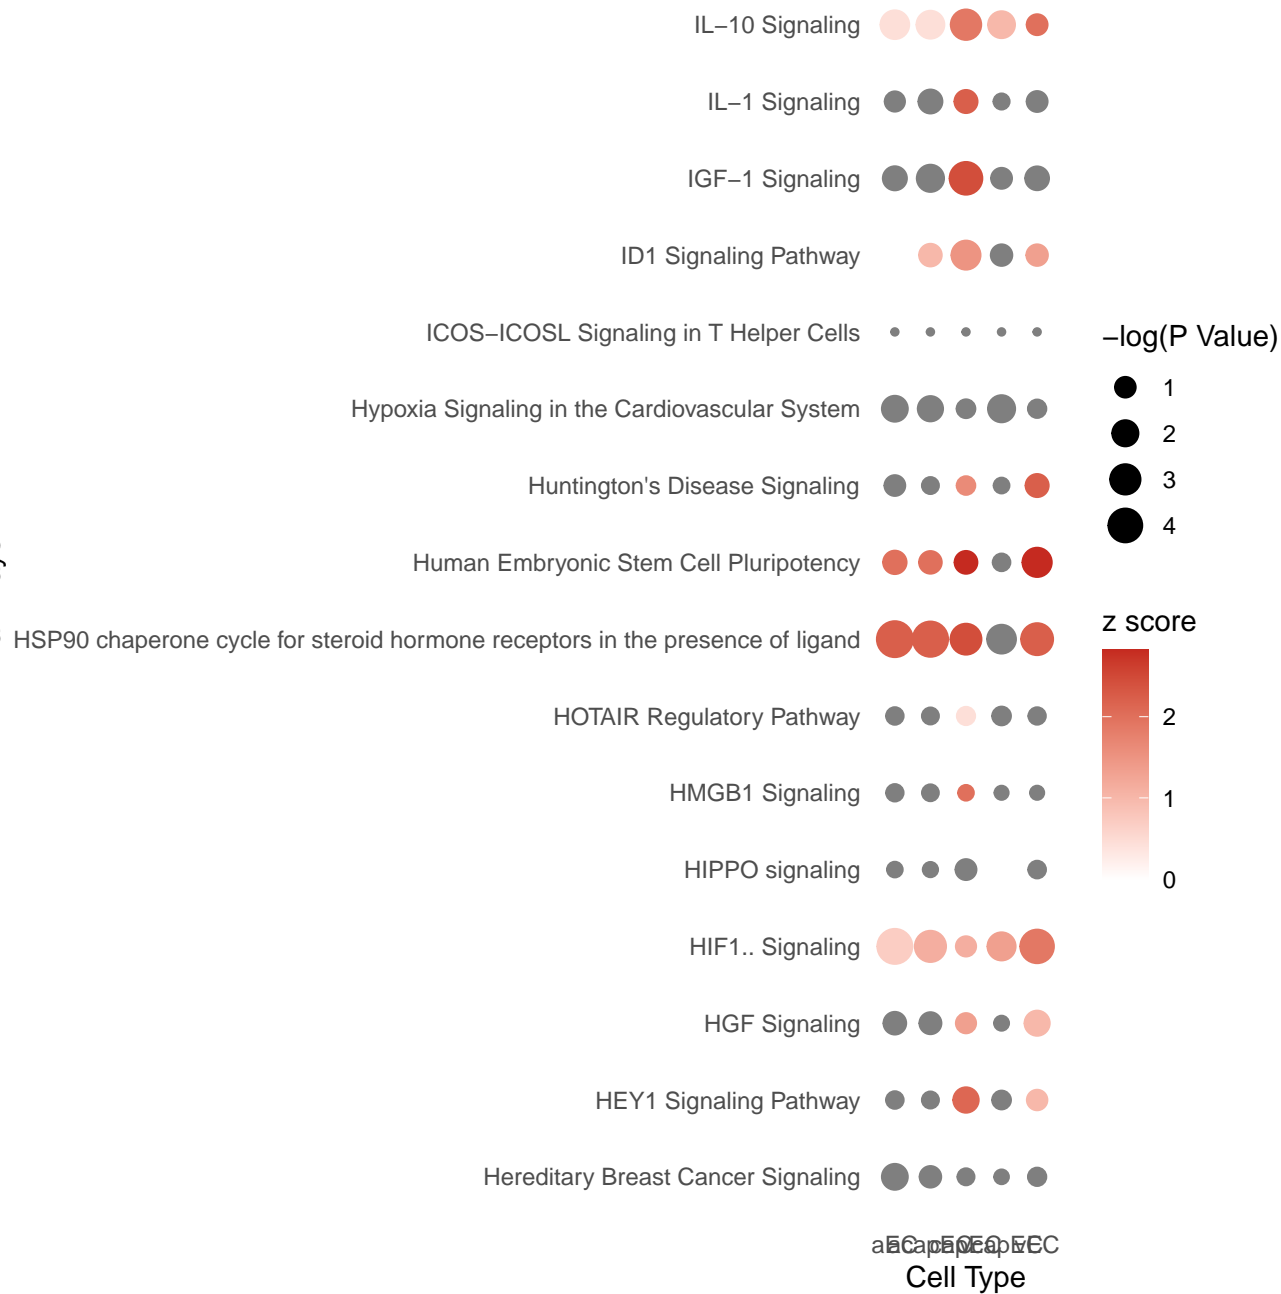 IL−10 Signaling
IL−1 Signaling
IGF−1 Signaling
ID1 Signaling Pathway
ICOS−ICOSL Signaling in T Helper Cells
Hypoxia Signaling in the Cardiovascular System
Huntington's Disease Signaling
Human Embryonic Stem Cell Pluripotency
HSP90 chaperone cycle for steroid hormone receptors in the presence of ligand
HOTAIR Regulatory Pathway
HMGB1 Signaling
HIPPO signaling
HIF1.. Signaling
HGF Signaling
HEY1 Signaling Pathway
Hereditary Breast Cancer Signaling
Cell Type
−log(P Value)
1
2
3
4
z score
2
1
0